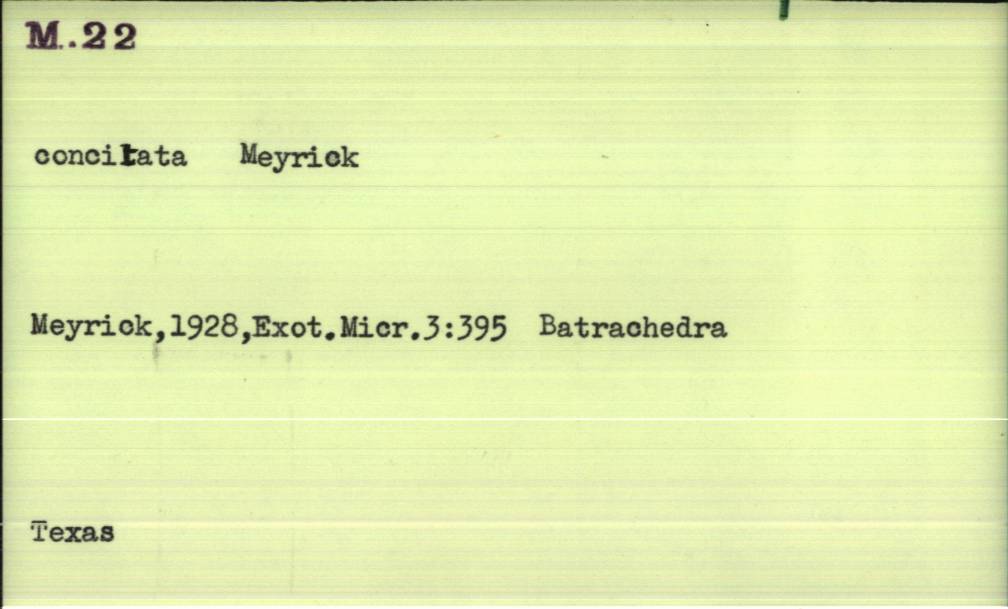 M.22
concitata Meyrick
Meyrick,1928,Exot.Micr.3:395 Batrachedra
Texas